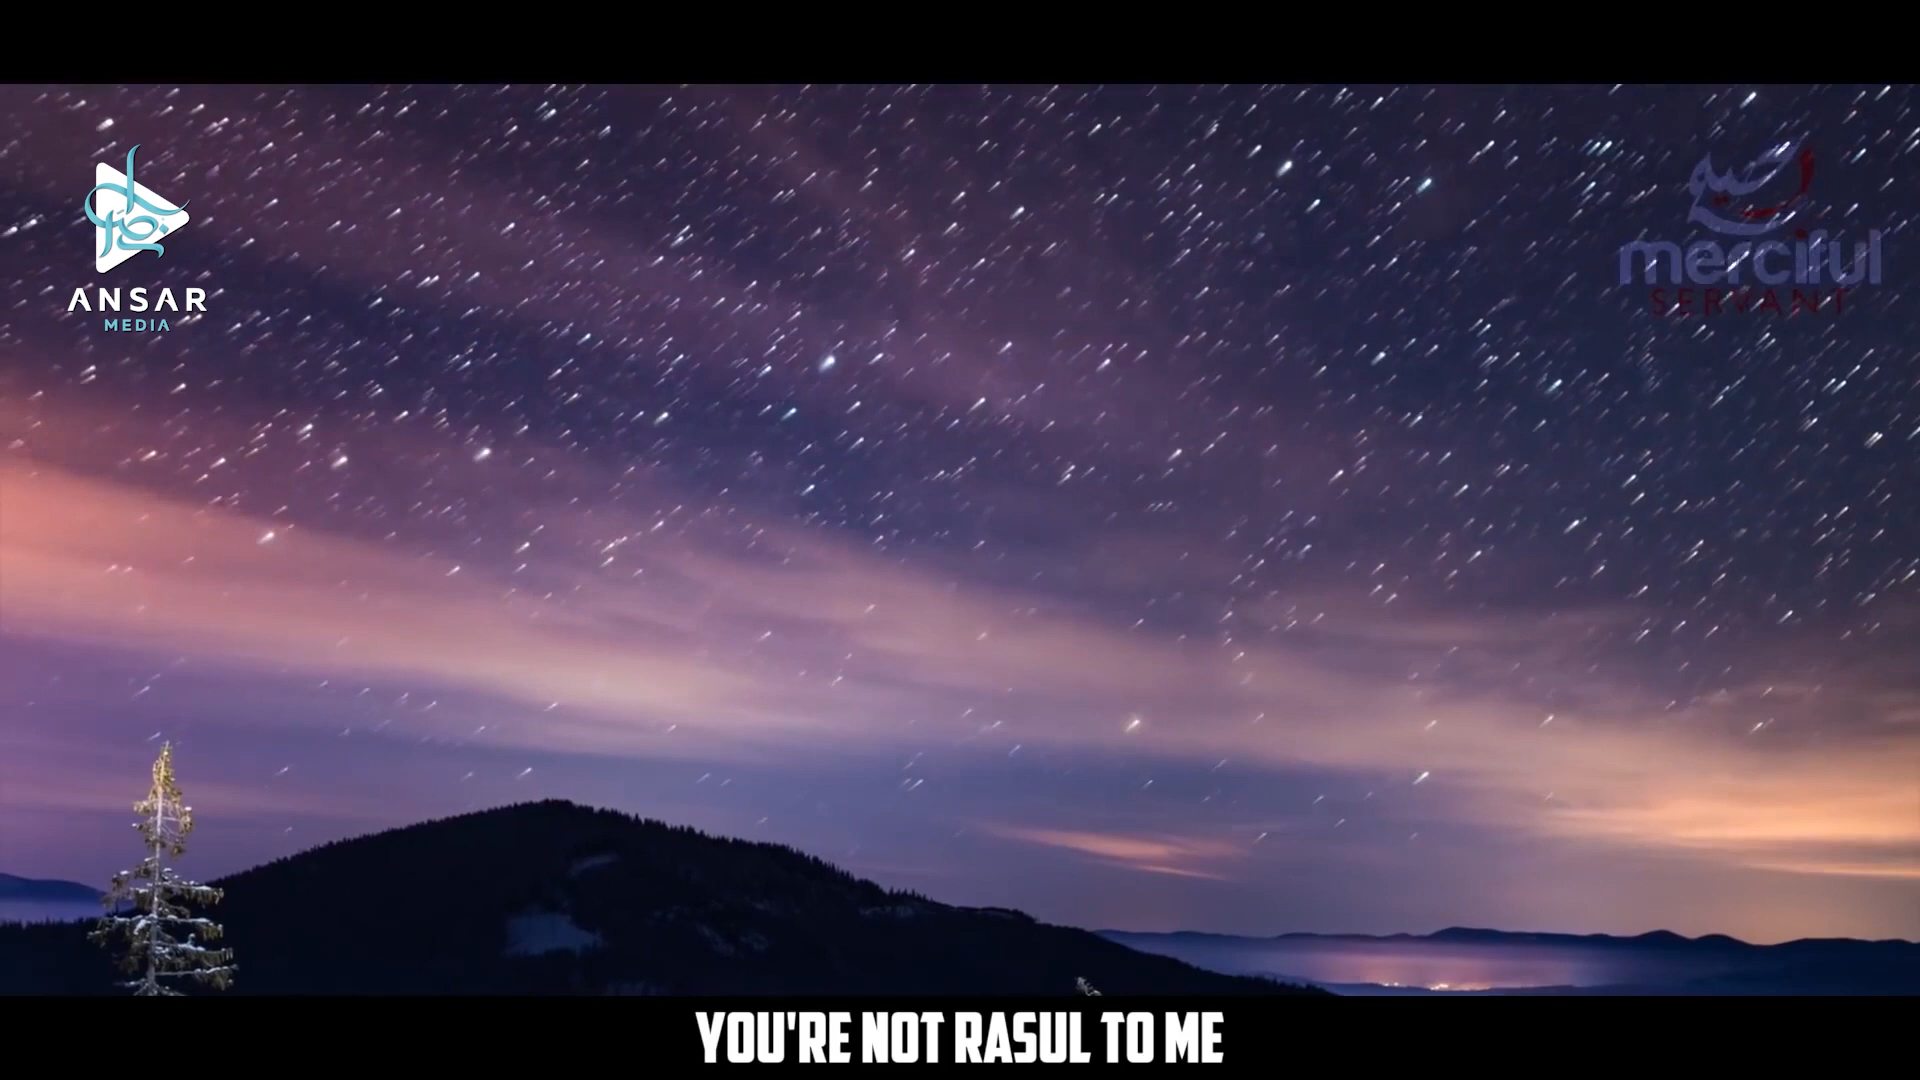 ANSAR
MEDIA
merciful
SERVANT
YOU'RE NOT RASUL TO ME